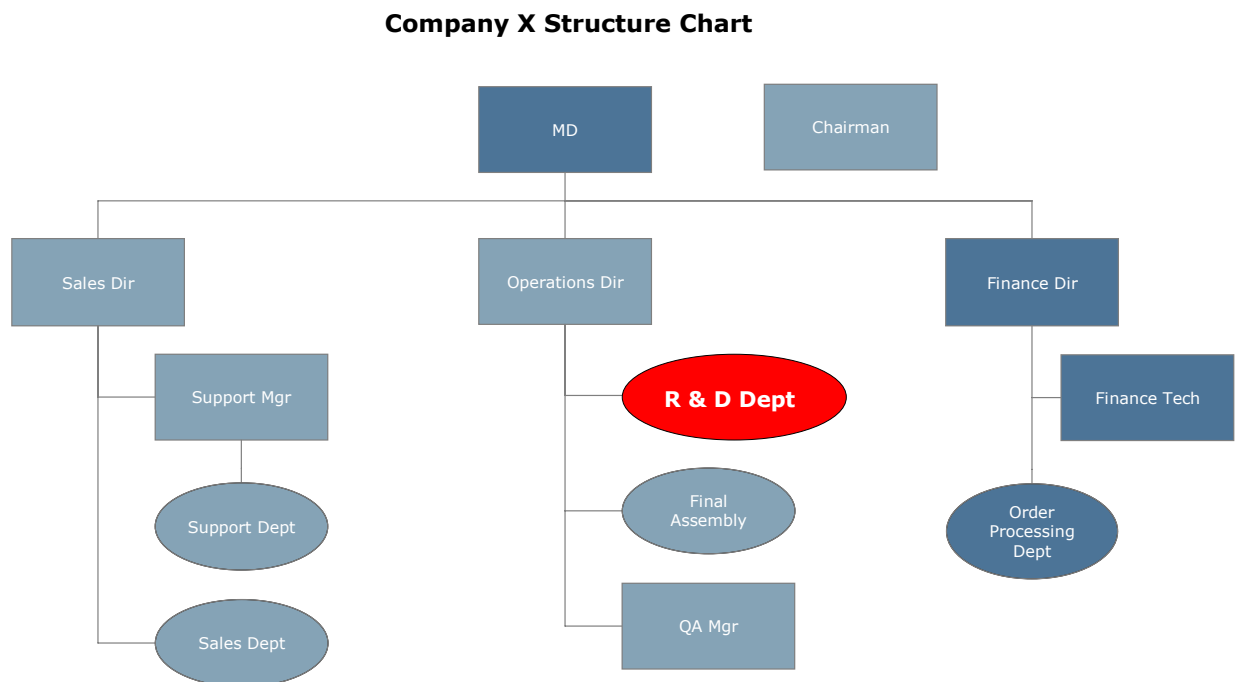 Company X Structure Chart
MD
Chairman
Sales Dir
Operations Dir
Finance Dir
Support Mgr
R & D Dept
Finance Tech
Support Dept
Final
Assembly
Order
Processing
Dept
Sales Dept
QA Mgr